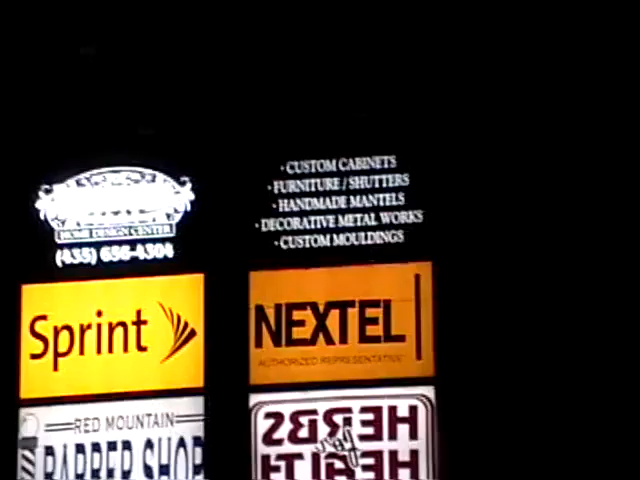 HOME DESIGN CENTER
(435) 656-4304
· CUSTOM CABINETS
· FURNITURE / SHUTTERS
· HANDMADE MANTELS
· DECORATIVE METAL WORKS
· CUSTOM MOULDINGS
Sprint
NEXTEL
AUTHORIZED REPRESENTATIVE
RED MOUNTAIN
BARBER SHOP
HERBS
for
HEALTH